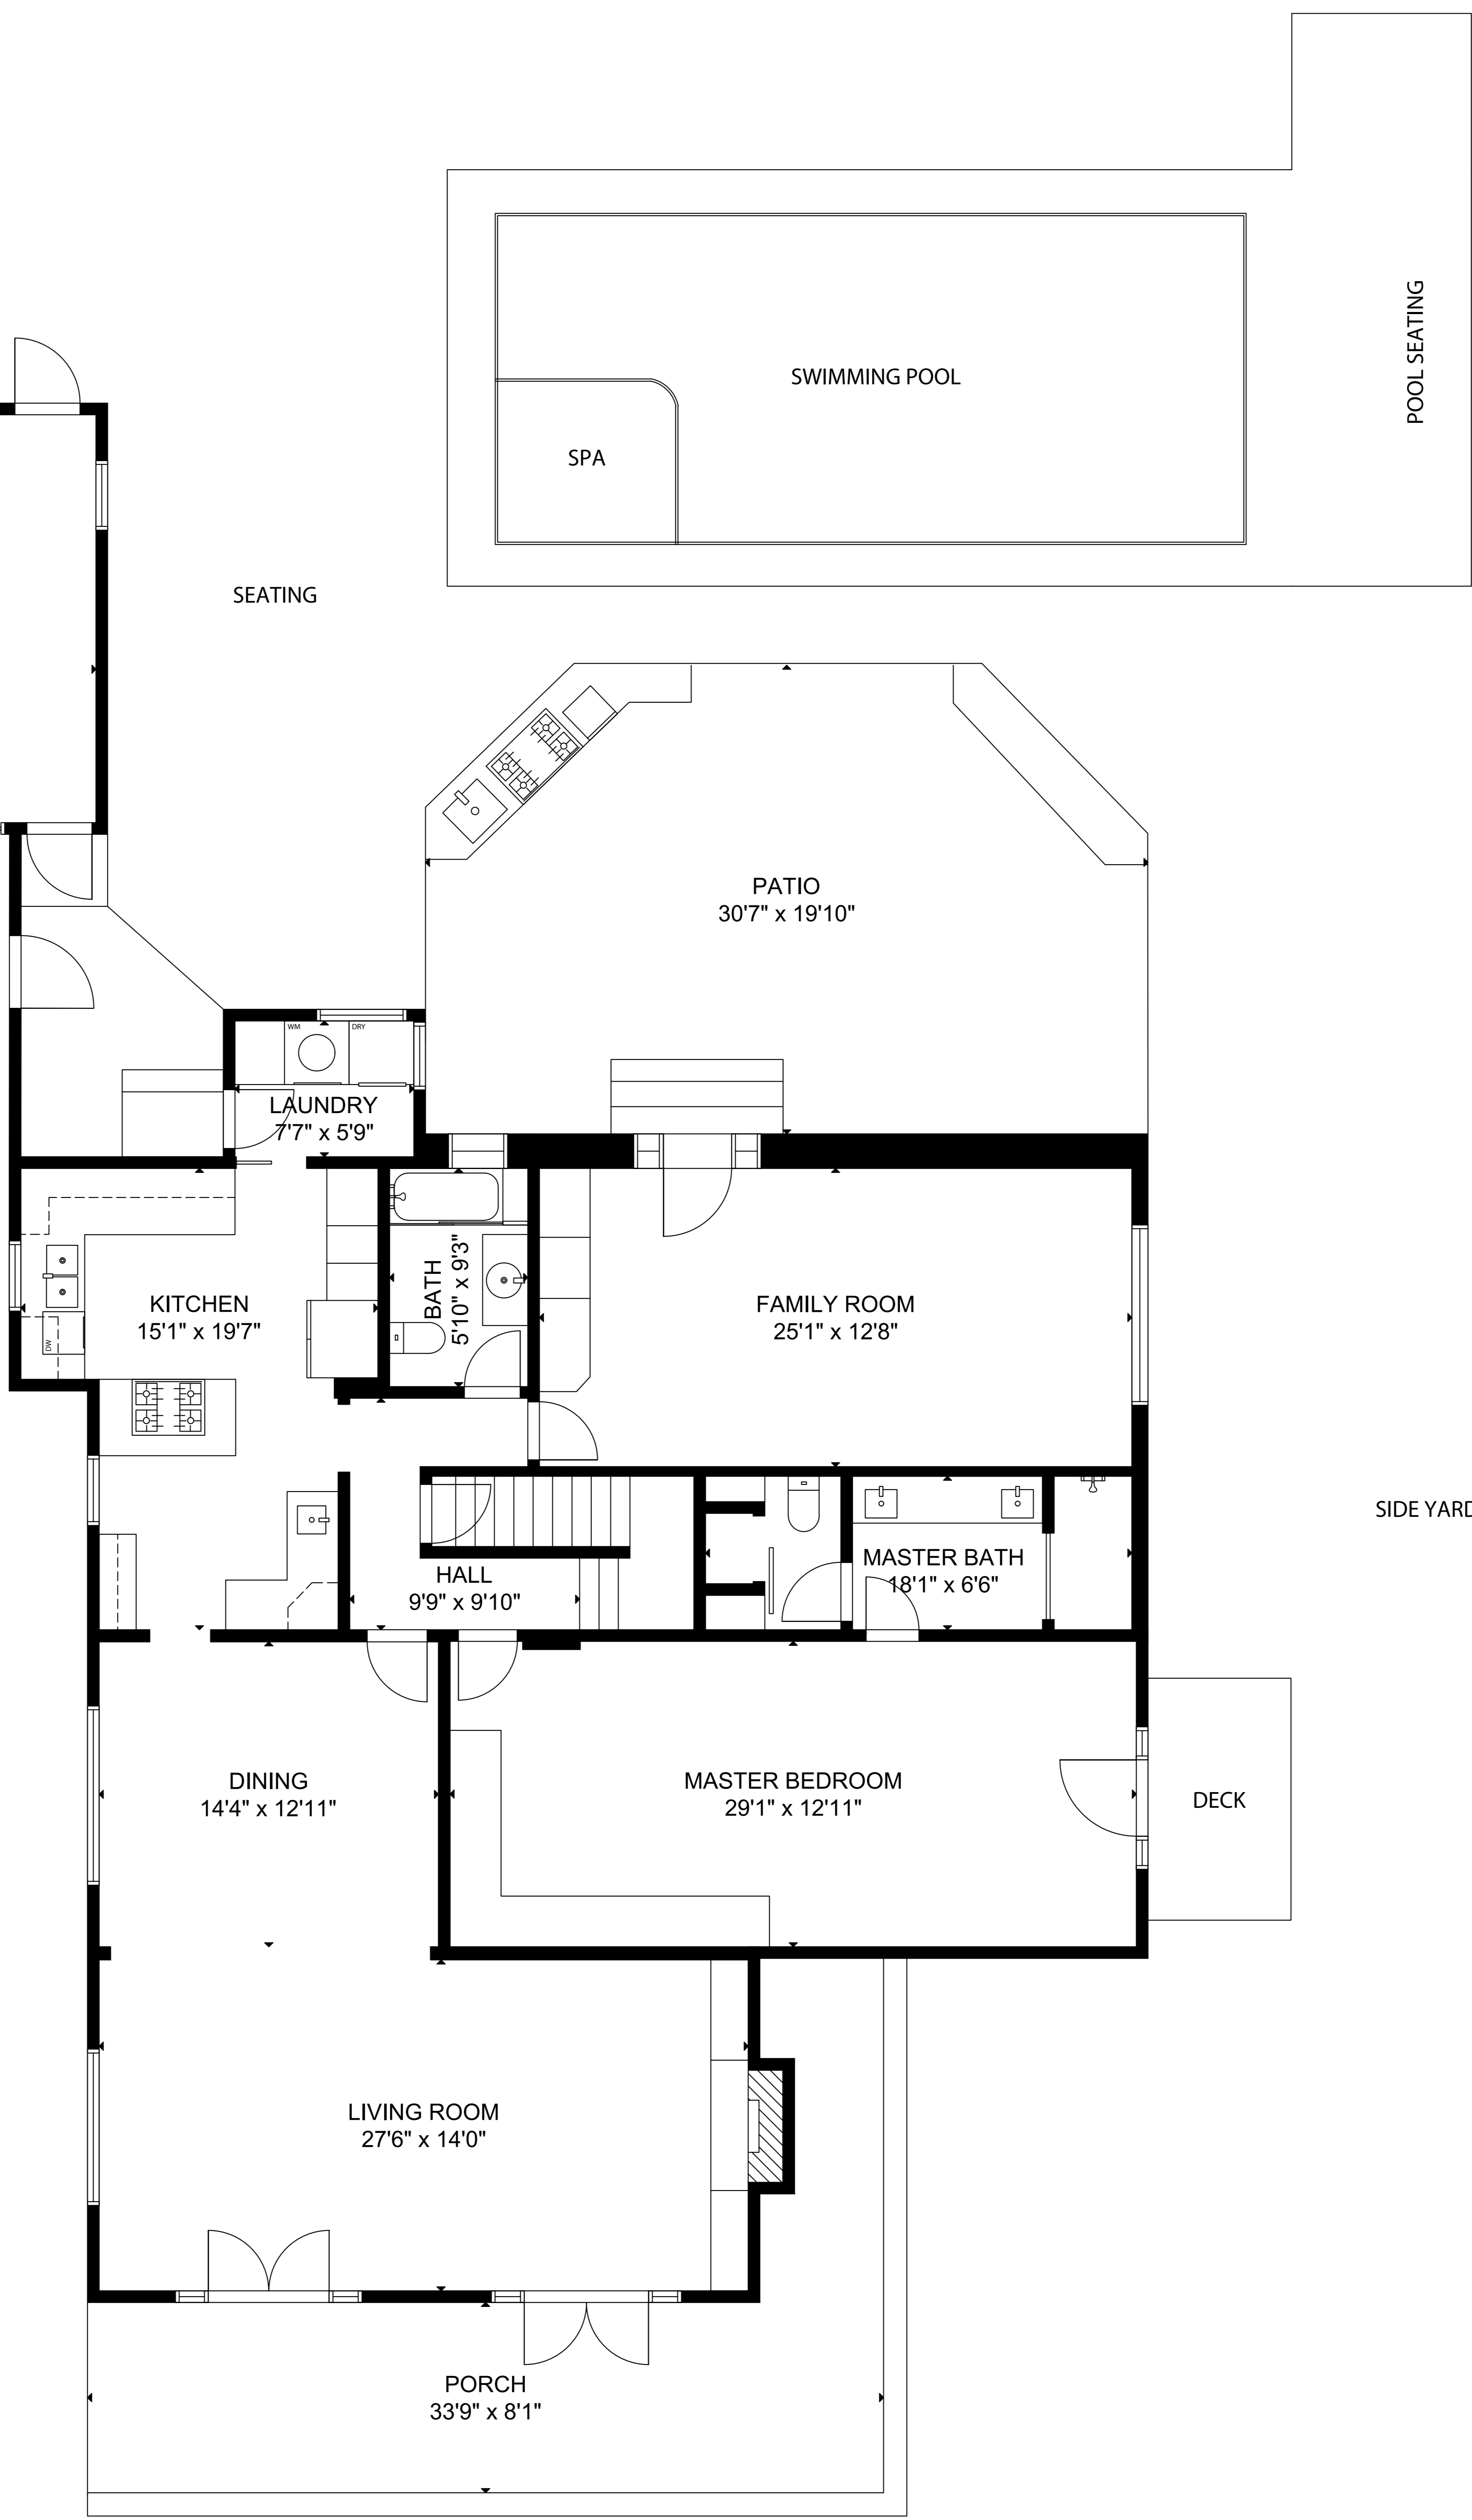 POOL SEATING
SWIMMING POOL
SPA
SEATING
PATIO
30'7" x 19'10"
WM
DRY
LAUNDRY
7'7" x 5'9"
BATH
5'10" x 9'3"
KITCHEN
15'1" x 19'7"
DW
FAMILY ROOM
25'1" x 12'8"
SIDE YARD
MASTER BATH
18'1" x 6'6"
HALL
9'9" x 9'10"
DINING
14'4" x 12'11"
MASTER BEDROOM
29'1" x 12'11"
DECK
LIVING ROOM
27'6" x 14'0"
PORCH
33'9" x 8'1"